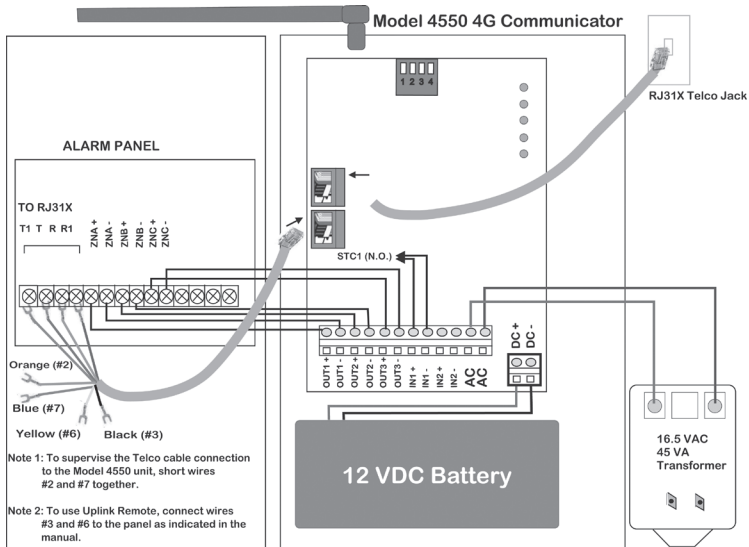 Model 4550 4G Communicator
1 2 3 4
RJ31X Telco Jack
ALARM PANEL
TO RJ31X
T1 T R R1
ZNA +
ZNA -
ZNB +
ZNB-
ZNC +
ZNC -
STC1 (N.O.)
OUT1 +
OUT1 -
OUT2 +
OUT2 -
OUT3 +
OUT3 -
IN1 +
IN1 -
IN2 +
IN2 -
AC
AC
DC +
DC -
Orange (#2)
Blue (#7)
Yellow (#6)
Black (#3)
12 VDC Battery
16.5 VAC
45 VA
Transformer
Note 1: To supervise the Telco cable connection
to the Model 4550 unit, short wires
#2 and #7 together.
Note 2: To use Uplink Remote, connect wires
#3 and #6 to the panel as indicated in the
manual.